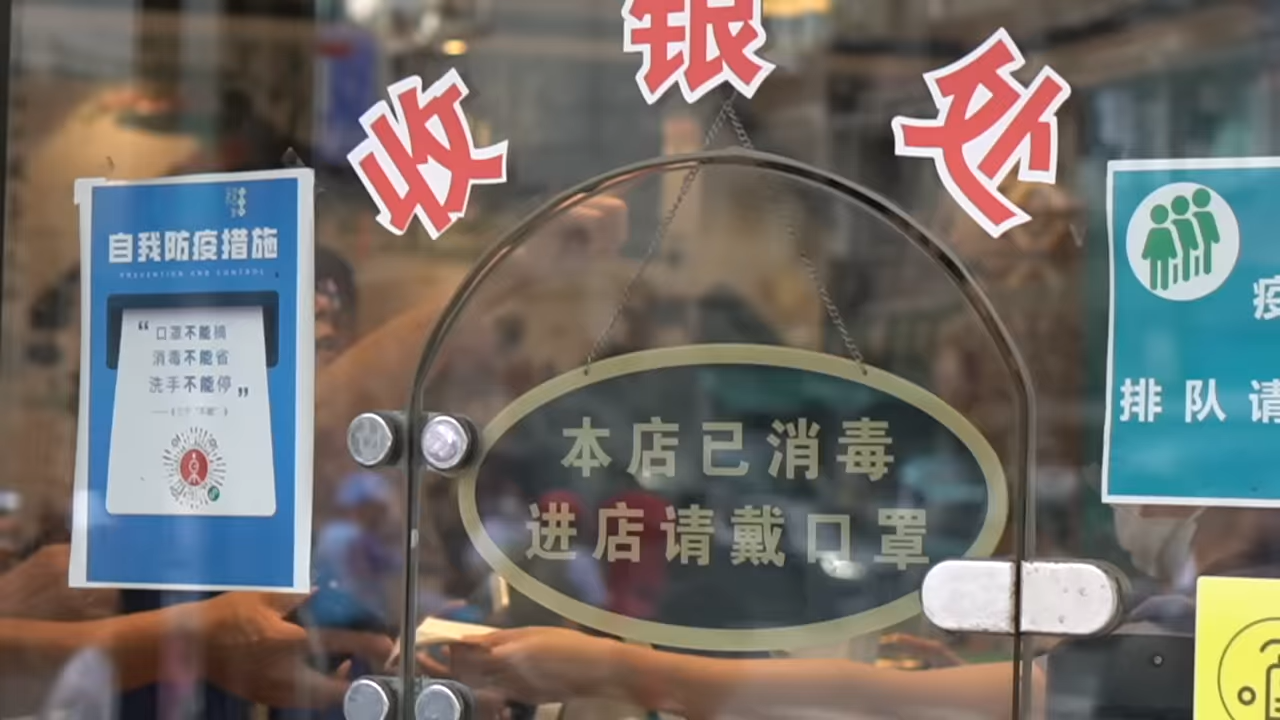 收银处
自我防疫措施
PREVENTION AND CONTROL
“口罩不能摘
消毒不能省
洗手不能停”
本店已消毒
进店请戴口罩
疫
排队请